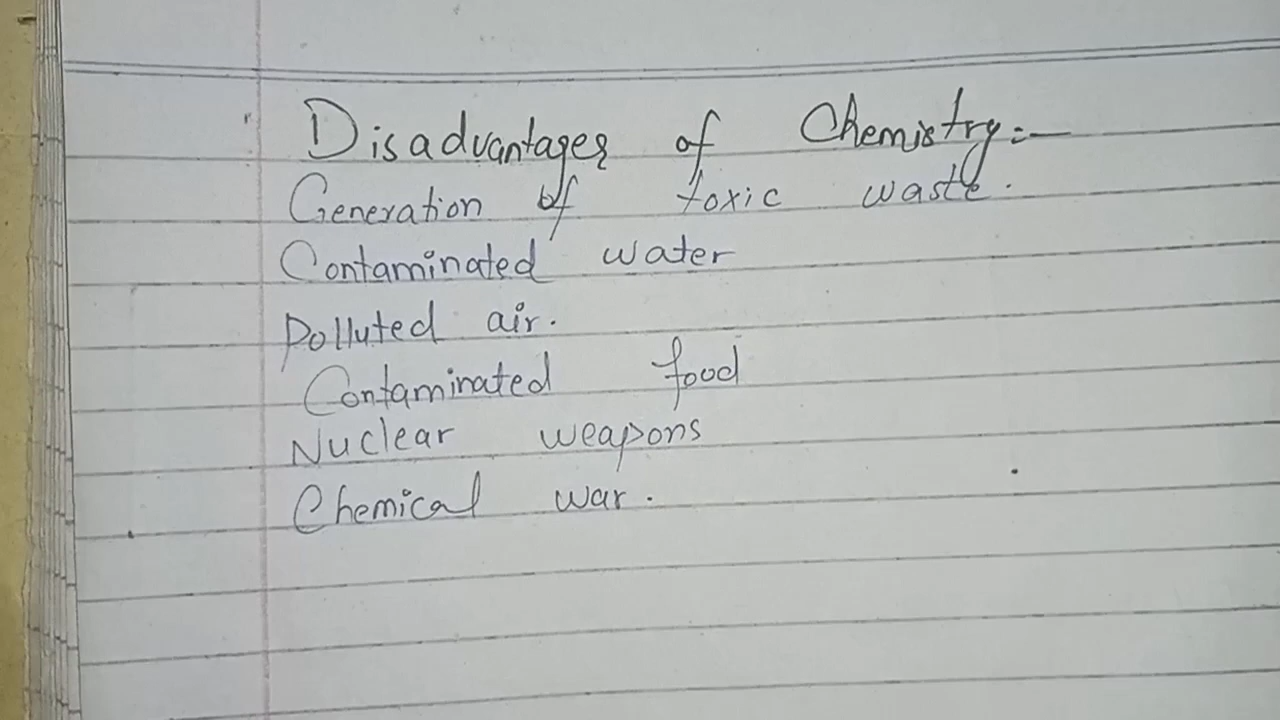 Disadvantages of Chemistry:-
Generation of toxic waste.
Contaminated water
Polluted air.
Contaminated food
Nuclear weapons
Chemical war.